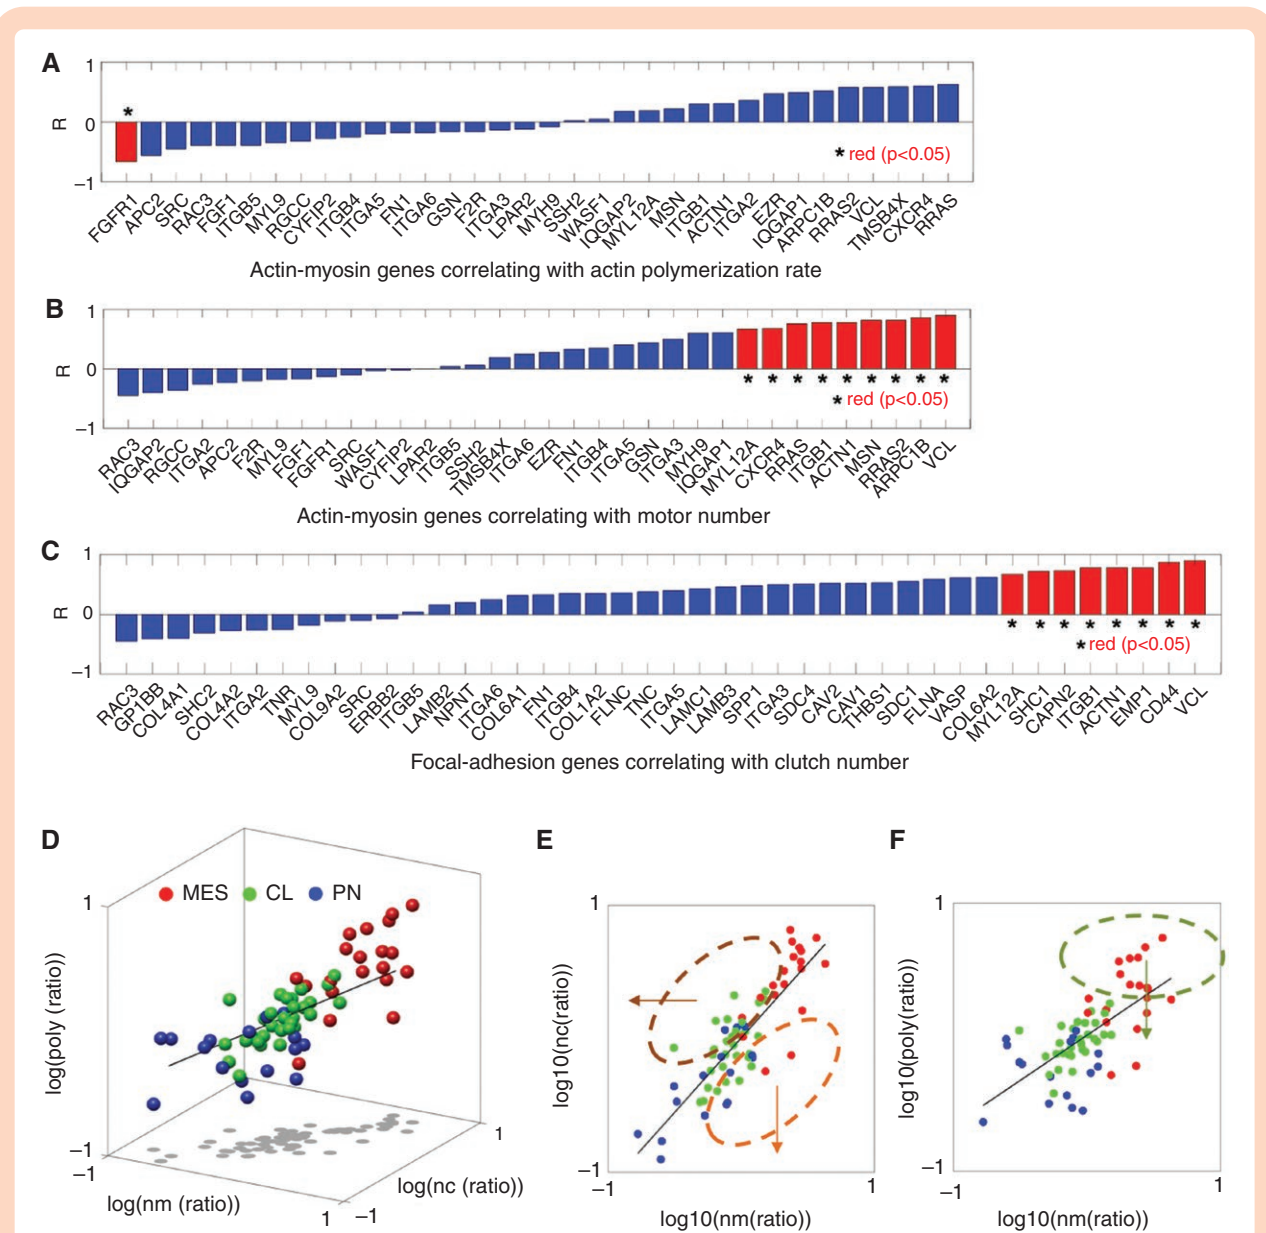 A
1
0
−1
R
*
* red (p<0.05)
FGFR1 APC2 SRC RAC3 FGF1 ITGB5 MYL9 RGCC CYFIP2 ITGB4 ITGA5 FN1 ITGA6 GSN F2R ITGA3 LPAR2 MYH9 SSH2 WASF1 IQGAP2 MYL12A MSN ITGB1 ACTN1 ITGA2 EZR IQGAP1 ARPC1B RRAS2 VCL TMSB4X CXCR4 RRAS
Actin-myosin genes correlating with actin polymerization rate
B
1
0
−1
R
* * * * * * * * *
* red (p<0.05)
RAC3 IQGAP2 RGCC ITGA2 APC2 F2R MYL9 FGF1 FGFR1 SRC WASF1 CYFIP2 LPAR2 ITGB5 SSH2 TMSB4X ITGA6 EZR FN1 ITGB4 ITGA5 GSN ITGA3 MYH9 IQGAP1 MYL12A CXCR4 RRAS ITGB1 ACTN1 MSN RRAS2 ARPC1B VCL
Actin-myosin genes correlating with motor number
C
1
0
−1
R
* * * * * * * *
* red (p<0.05)
RAC3 GP1BB COL4A1 SHC2 COL4A2 ITGA2 TNR MYL9 COL9A2 SRC ERBB2 ITGB5 LAMB2 NPNT ITGA6 COL6A1 FN1 ITGB4 COL1A2 FLNC TNC ITGA5 LAMC1 LAMB3 SPP1 ITGA3 SDC4 CAV2 CAV1 THBS1 SDC1 FLNA VASP COL6A2 MYL12A SHC1 CAPN2 ITGB1 ACTN1 EMP1 CD44 VCL
Focal-adhesion genes correlating with clutch number
D
MES CL PN
1
−1
−1
1
−1
1
log(poly (ratio))
log(nm (ratio))
log(nc (ratio))
E
1
−1
−1
1
log10(nc(ratio))
log10(nm(ratio))
F
1
−1
−1
1
log10(poly(ratio))
log10(nm(ratio))